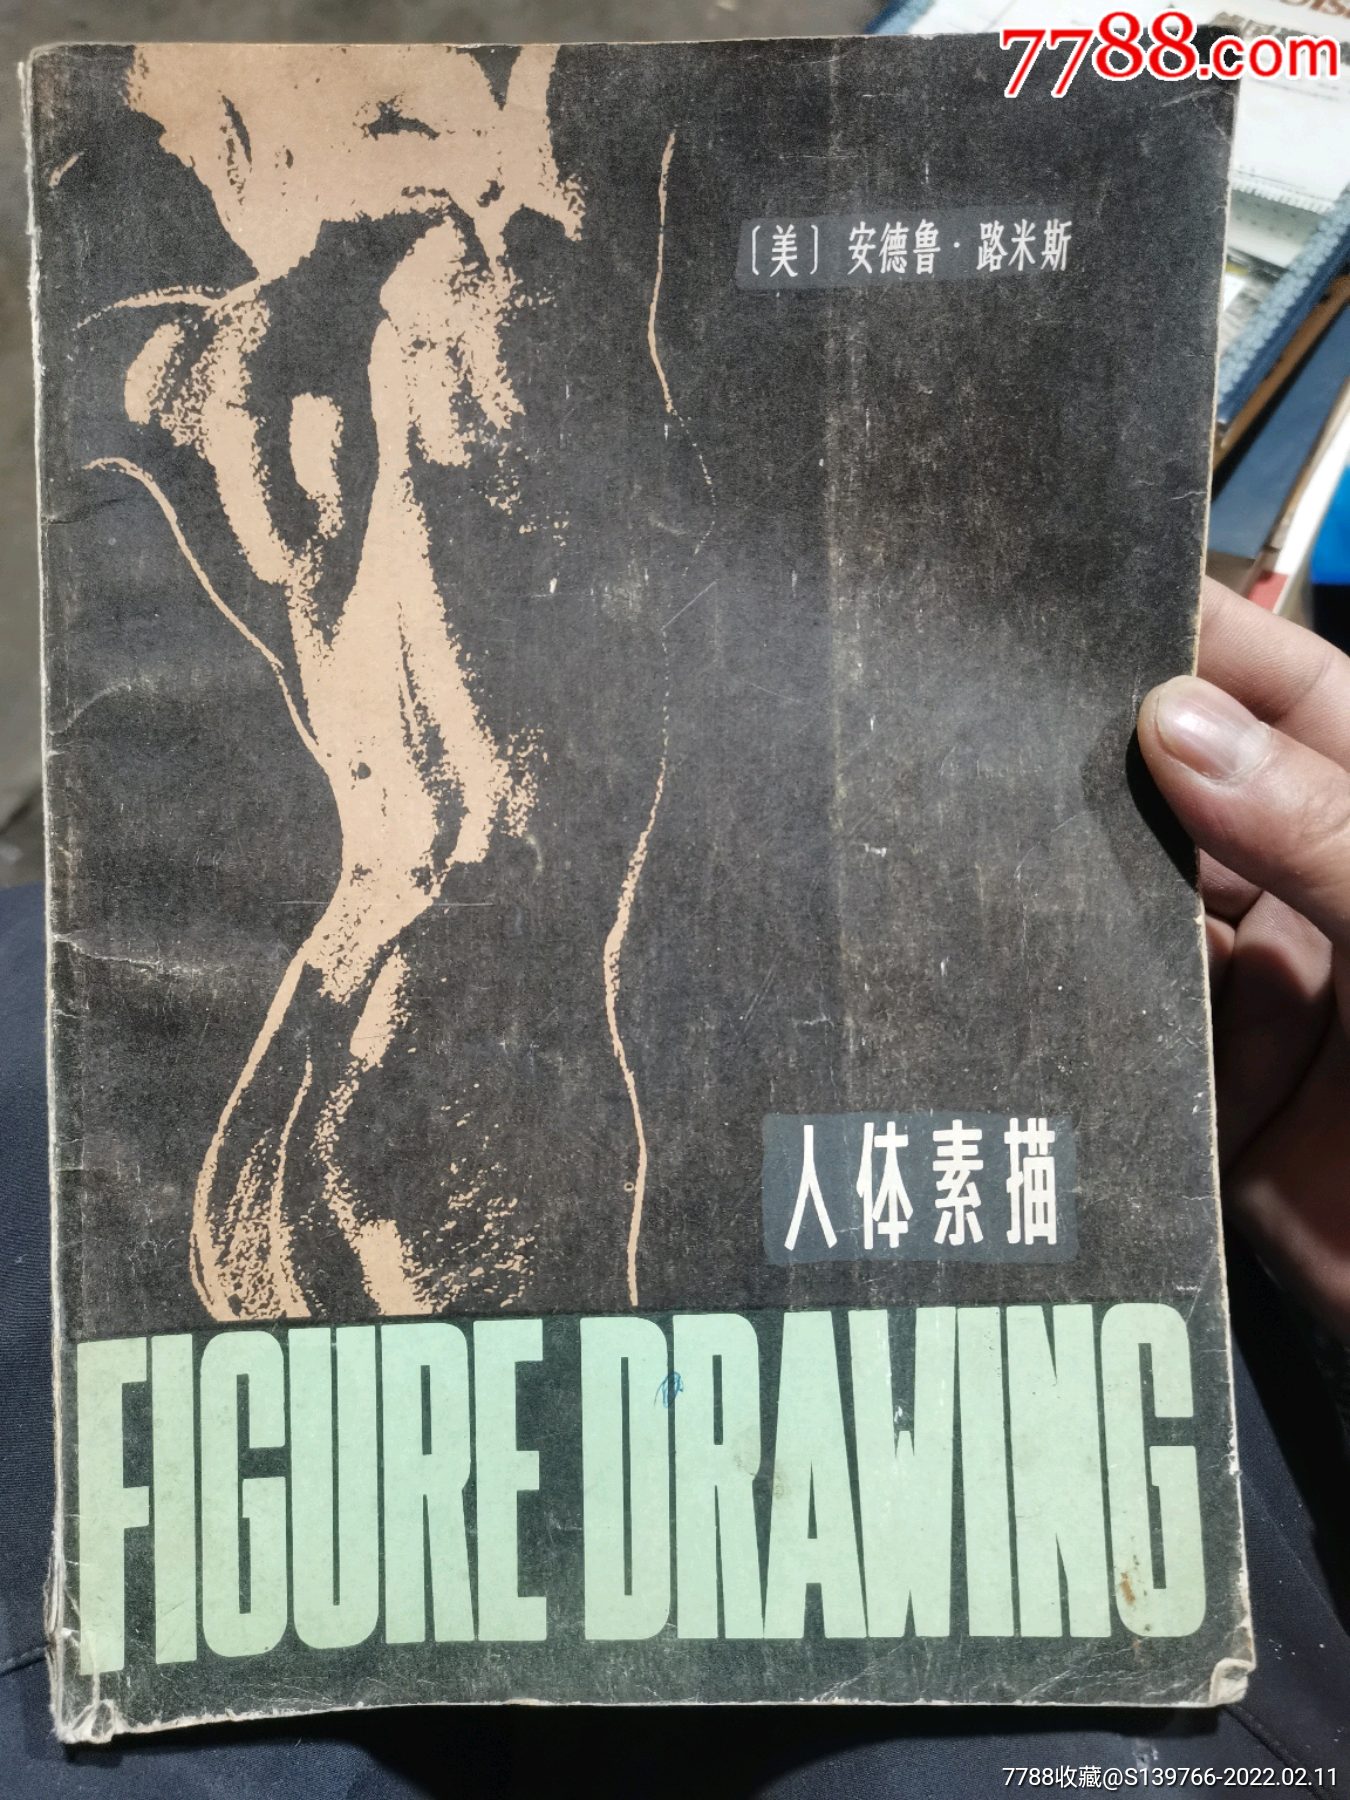 7788.com
〔美〕 安德鲁·路米斯
人体素描
FIGURE DRAWING
7788收藏@S139766-2022.02.11